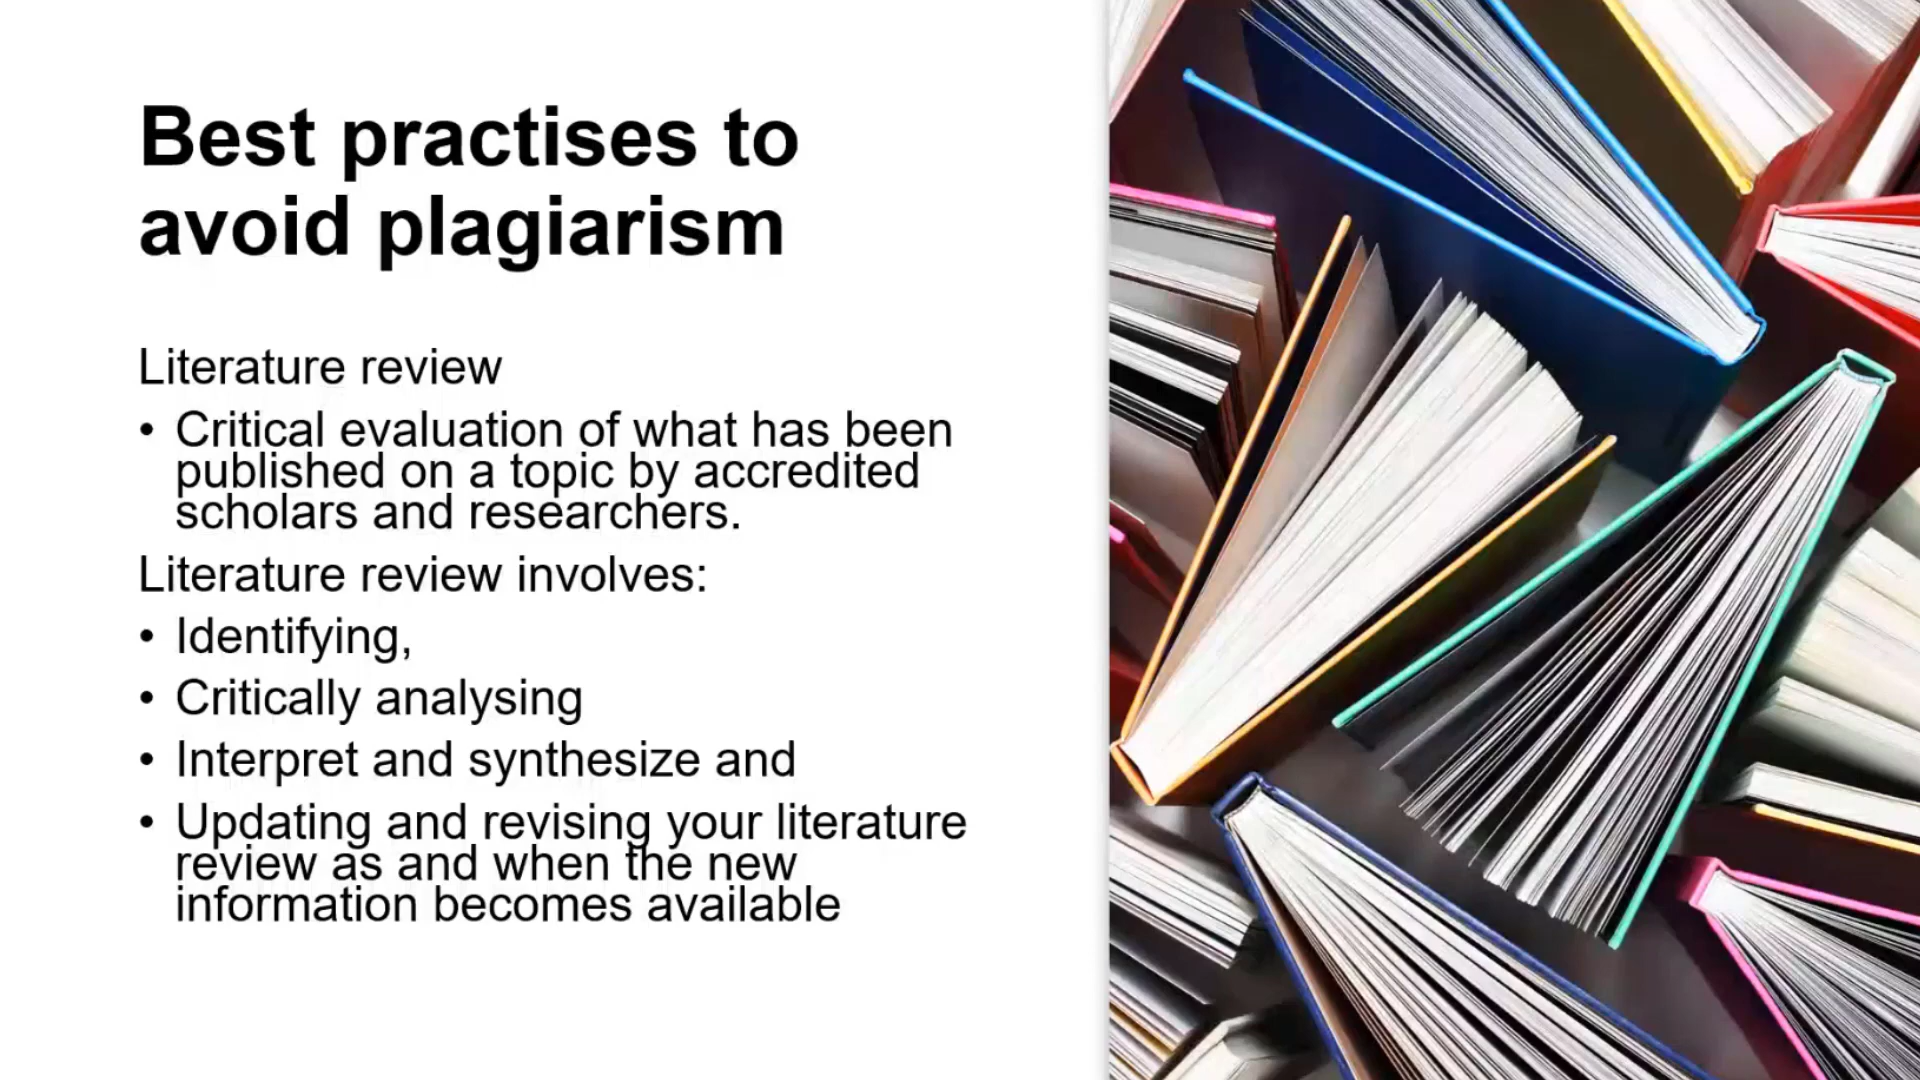 Best practises to
avoid plagiarism
Literature review
• Critical evaluation of what has been
published on a topic by accredited
scholars and researchers.
Literature review involves:
• Identifying,
• Critically analysing
• Interpret and synthesize and
• Updating and revising your literature
review as and when the new
information becomes available